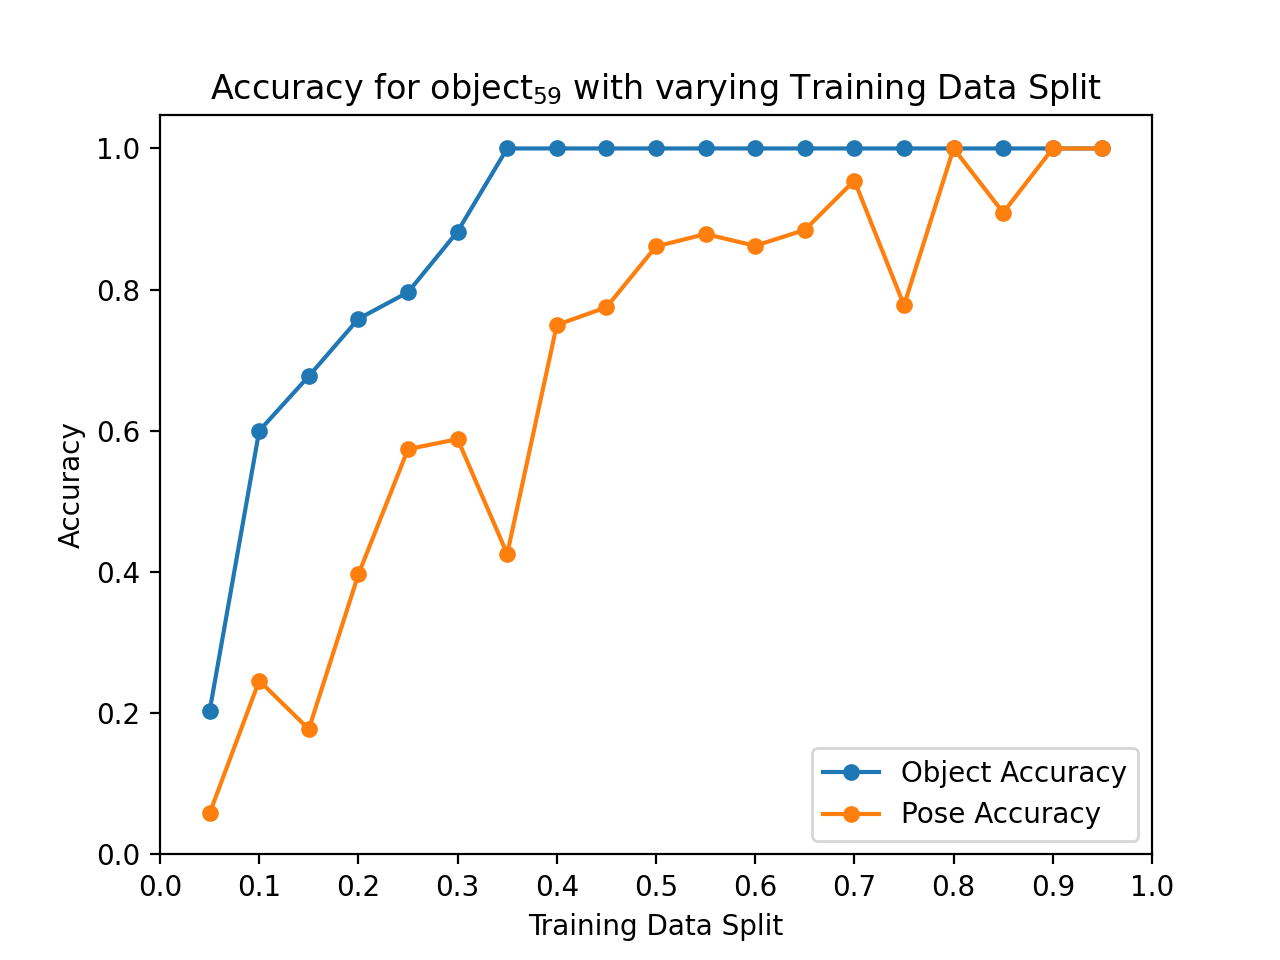 Accuracy for object₅₉ with varying Training Data Split
1.0
0.8
0.6
0.4
0.2
0.0
Accuracy
Object Accuracy
Pose Accuracy
0.0 0.1 0.2 0.3 0.4 0.5 0.6 0.7 0.8 0.9 1.0
Training Data Split